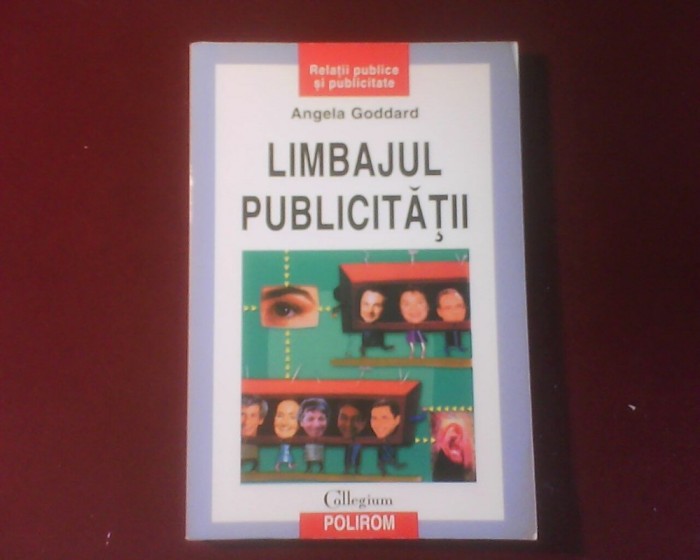 Relații publice
și publicitate
Angela Goddard
LIMBAJUL
PUBLICITĂȚII
Collegium
POLIROM